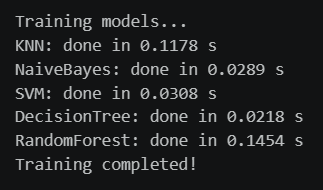 Training models...
KNN: done in 0.1178 s
NaiveBayes: done in 0.0289 s
SVM: done in 0.0308 s
DecisionTree: done in 0.0218 s
RandomForest: done in 0.1454 s
Training completed!